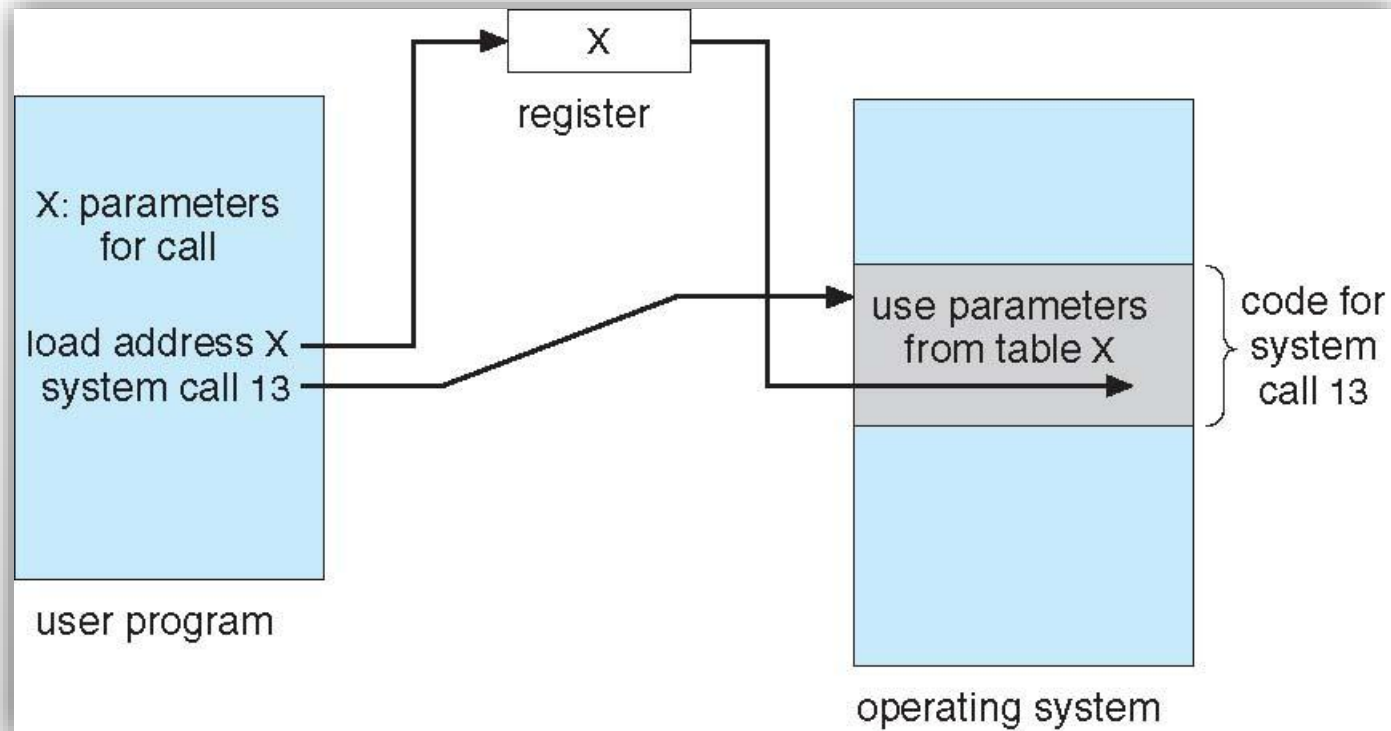 X
register
X: parameters
for call
load address X
system call 13
user program
use parameters
from table X
code for
system
call 13
operating system